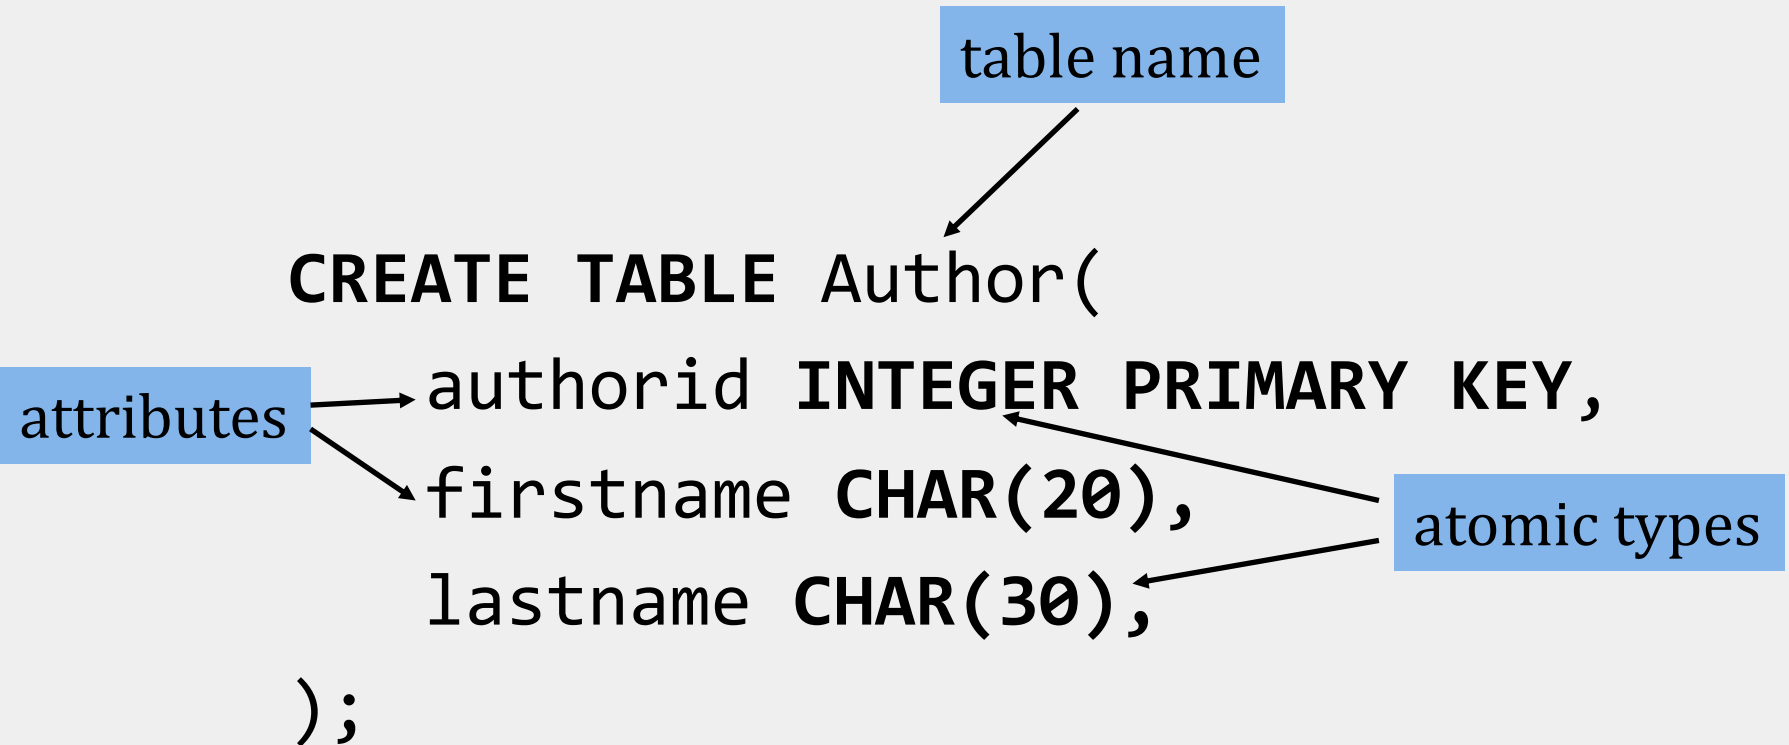 table name
CREATE TABLE Author(
authorid INTEGER PRIMARY KEY,
attributes
firstname CHAR(20),
atomic types
lastname CHAR(30),
);